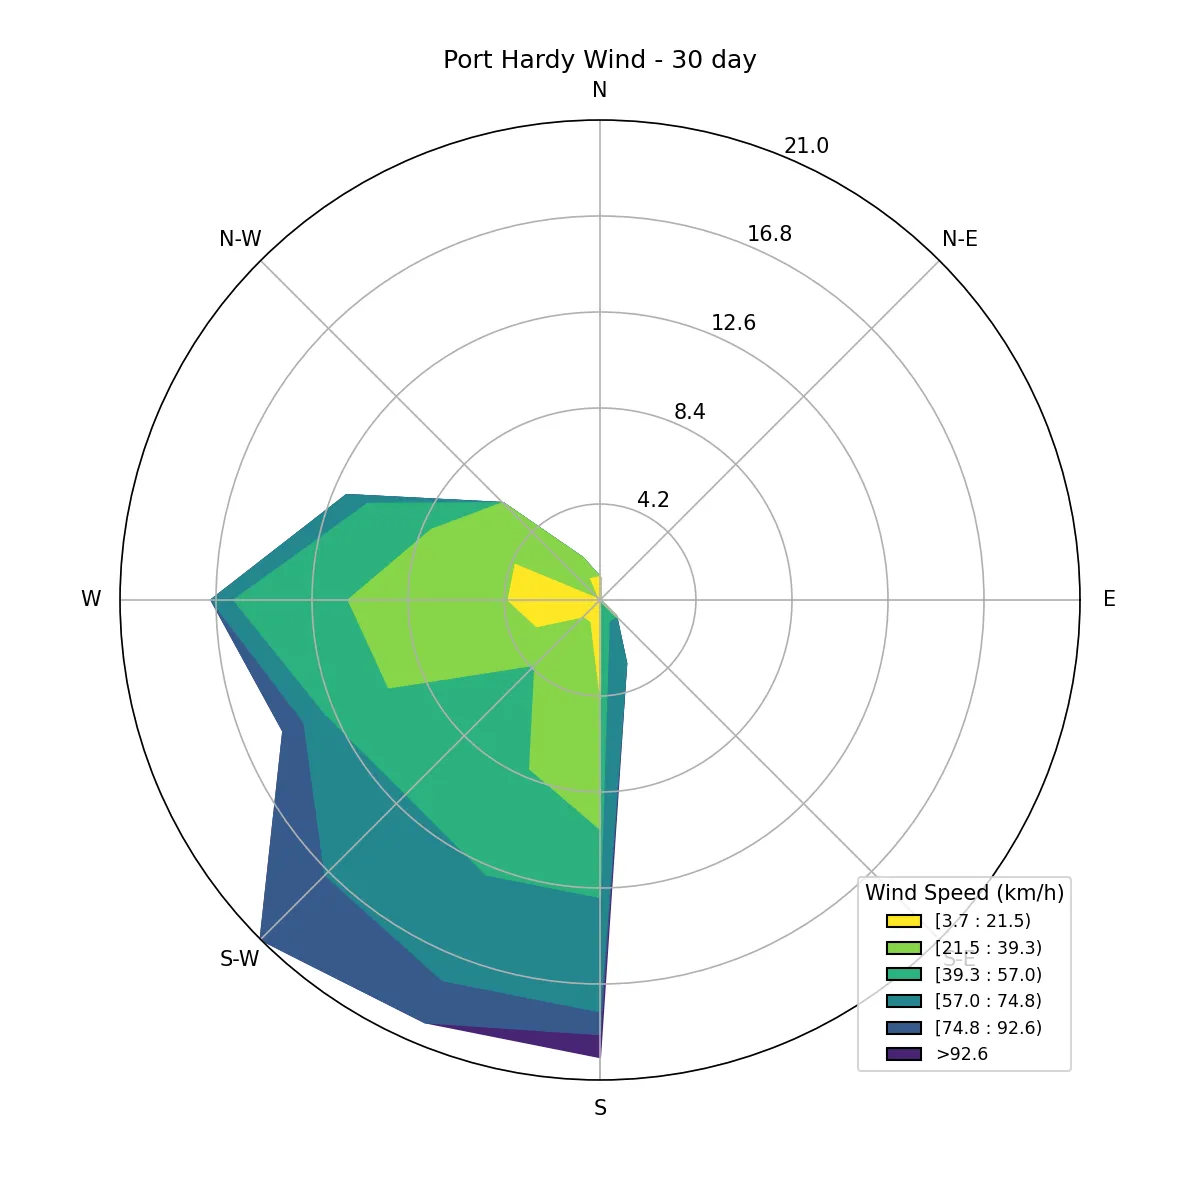 Port Hardy Wind - 30 day
N
21.0
N-W
N-E
16.8
12.6
8.4
4.2
W
E
S-W
S-E
S
Wind Speed (km/h)
[3.7 : 21.5)
[21.5 : 39.3)
[39.3 : 57.0)
[57.0 : 74.8)
[74.8 : 92.6)
>92.6